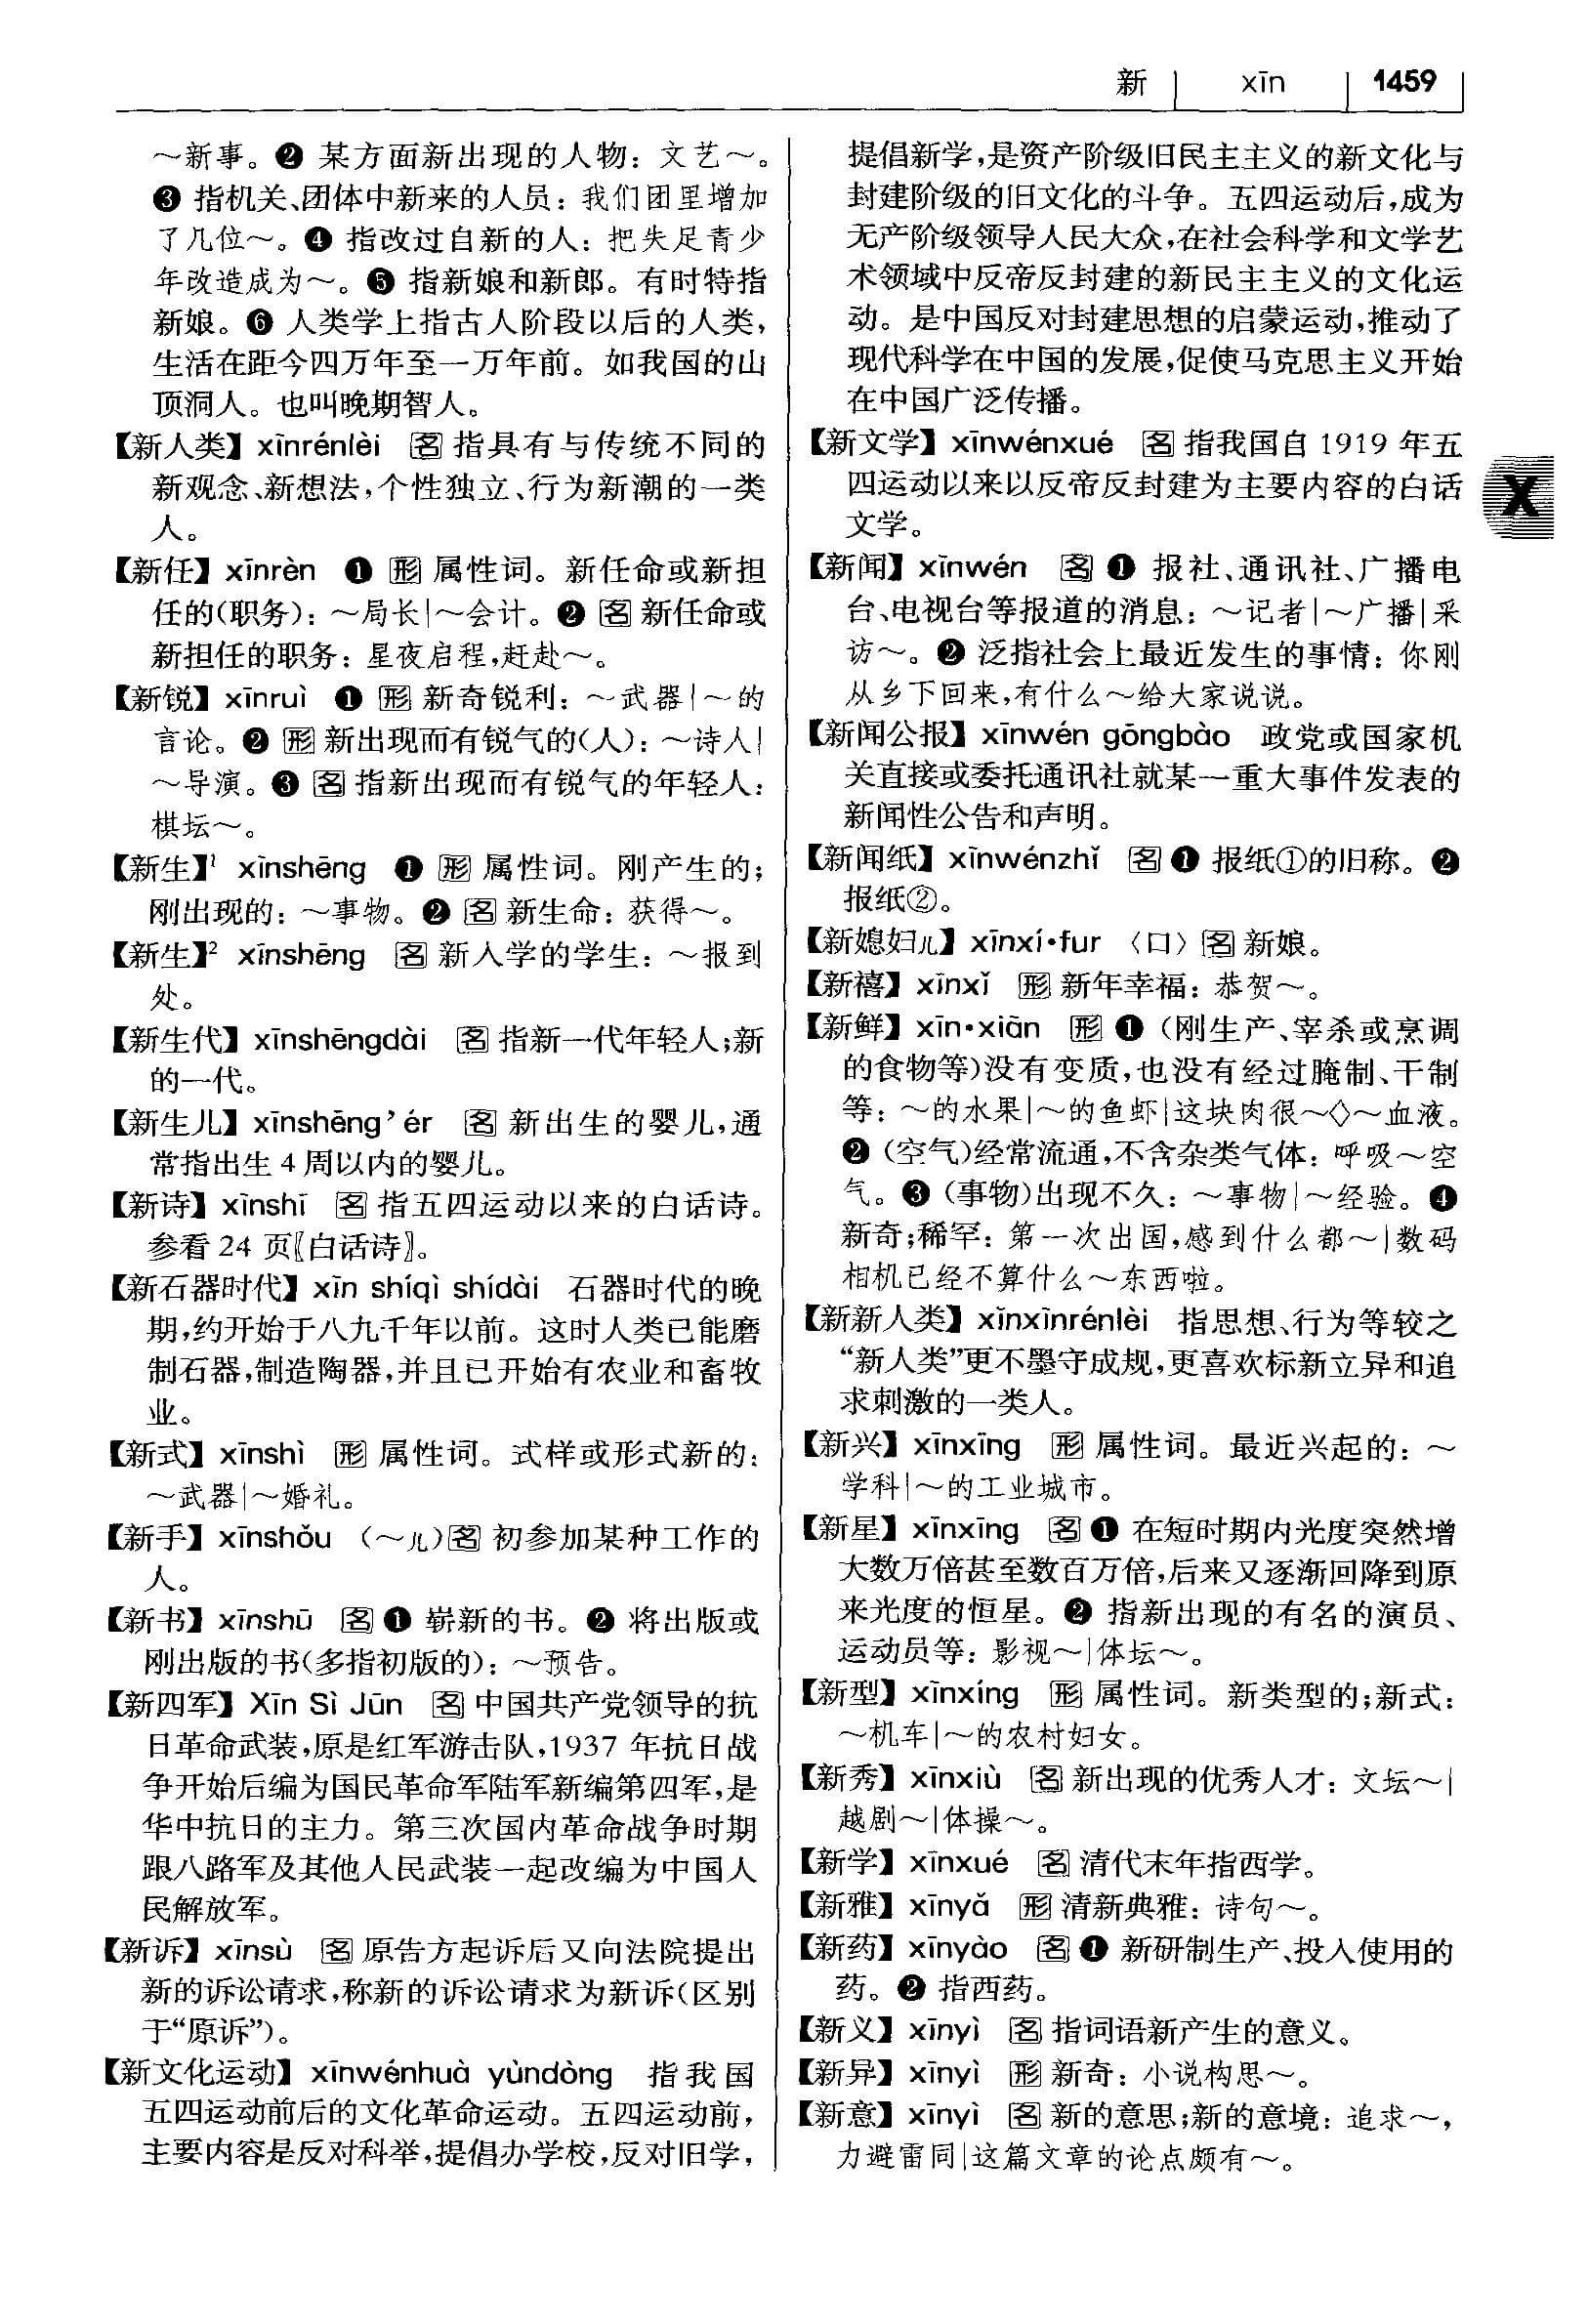 新 xīn 1459
～新事。❷ 某方面新出现的人物：文艺～。
❸ 指机关、团体中新来的人员：我们团里增加
了几位～。❹ 指改过自新的人：把失足青少
年改造成为～。❺ 指新娘和新郎。有时特指
新娘。❻ 人类学上指古人阶段以后的人类，
生活在距今四万年至一万年前。如我国的山
顶洞人。也叫晚期智人。
【新人类】xīnrénlèi 名 指具有与传统不同的
新观念、新想法，个性独立、行为新潮的一类
人。
【新任】xīnrèn ❶ 形 属性词。新任命或新担
任的(职务)：～局长|～会计。❷ 名 新任命或
新担任的职务：星夜启程，赶赴～。
【新锐】xīnruì ❶ 形 新奇锐利：～武器|～的
言论。❷ 形 新出现而有锐气的(人)：～诗人|
～导演。❸ 名 指新出现而有锐气的年轻人：
棋坛～。
【新生】¹ xīnshēng ❶ 形 属性词。刚产生的；
刚出现的：～事物。❷ 名 新生命：获得～。
【新生】² xīnshēng 名 新入学的学生：～报到
处。
【新生代】xīnshēngdài 名 指新一代年轻人；新
的一代。
【新生儿】xīnshēng’ér 名 新出生的婴儿，通
常指出生 4 周以内的婴儿。
【新诗】xīnshī 名 指五四运动以来的白话诗。
参看 24 页〖白话诗〗。
【新石器时代】xīn shíqì shídài 石器时代的晚
期，约开始于八九千年以前。这时人类已能磨
制石器，制造陶器，并且已开始有农业和畜牧
业。
【新式】xīnshì 形 属性词。式样或形式新的：
～武器|～婚礼。
【新手】xīnshǒu （～儿）名 初参加某种工作的
人。
【新书】xīnshū 名 ❶ 崭新的书。❷ 将出版或
刚出版的书(多指初版的)：～预告。
【新四军】Xīn Sì Jūn 名 中国共产党领导的抗
日革命武装，原是红军游击队，1937 年抗日战
争开始后编为国民革命军陆军新编第四军，是
华中抗日的主力。第三次国内革命战争时期
跟八路军及其他人民武装一起改编为中国人
民解放军。
【新诉】xīnsù 名 原告方起诉后又向法院提出
新的诉讼请求，称新的诉讼请求为新诉(区别
于“原诉”)。
【新文化运动】xīnwénhuà yùndòng 指我国
五四运动前后的文化革命运动。五四运动前，
主要内容是反对科举，提倡办学校，反对旧学，
提倡新学，是资产阶级旧民主主义的新文化与
封建阶级的旧文化的斗争。五四运动后，成为
无产阶级领导人民大众，在社会科学和文学艺
术领域中反帝反封建的新民主主义的文化运
动。是中国反对封建思想的启蒙运动，推动了
现代科学在中国的发展，促使马克思主义开始
在中国广泛传播。
【新文学】xīnwénxué 名 指我国自 1919 年五
四运动以来以反帝反封建为主要内容的白话
文学。
【新闻】xīnwén 名 ❶ 报社、通讯社、广播电
台、电视台等报道的消息：～记者|～广播|采
访～。❷ 泛指社会上最近发生的事情：你刚
从乡下回来，有什么～给大家说说。
【新闻公报】xīnwén gōngbào 政党或国家机
关直接或委托通讯社就某一重大事件发表的
新闻性公告和声明。
【新闻纸】xīnwénzhǐ 名 ❶ 报纸①的旧称。❷
报纸②。
【新媳妇儿】xīnxí•fur 〈口〉名 新娘。
【新禧】xīnxǐ 形 新年幸福：恭贺～。
【新鲜】xīn•xiān 形 ❶（刚生产、宰杀或烹调
的食物等)没有变质，也没有经过腌制、干制
等：～的水果|～的鱼虾|这块肉很～◇～血液。
❷（空气)经常流通，不含杂类气体：呼吸～空
气。❸（事物)出现不久：～事物|～经验。❹
新奇；稀罕：第一次出国，感到什么都～|数码
相机已经不算什么～东西啦。
【新新人类】xīnxīnrénlèi 指思想、行为等较之
“新人类”更不墨守成规，更喜欢标新立异和追
求刺激的一类人。
【新兴】xīnxīng 形 属性词。最近兴起的：～
学科|～的工业城市。
【新星】xīnxīng 名 ❶ 在短时期内光度突然增
大数万倍甚至数百万倍，后来又逐渐回降到原
来光度的恒星。❷ 指新出现的有名的演员、
运动员等：影视～|体坛～。
【新型】xīnxíng 形 属性词。新类型的；新式：
～机车|～的农村妇女。
【新秀】xīnxiù 名 新出现的优秀人才：文坛～|
越剧～|体操～。
【新学】xīnxué 名 清代末年指西学。
【新雅】xīnyǎ 形 清新典雅：诗句～。
【新药】xīnyào 名 ❶ 新研制生产、投入使用的
药。❷ 指西药。
【新义】xīnyì 名 指词语新产生的意义。
【新异】xīnyì 形 新奇：小说构思～。
【新意】xīnyì 名 新的意思；新的意境：追求～，
力避雷同|这篇文章的论点颇有～。
X